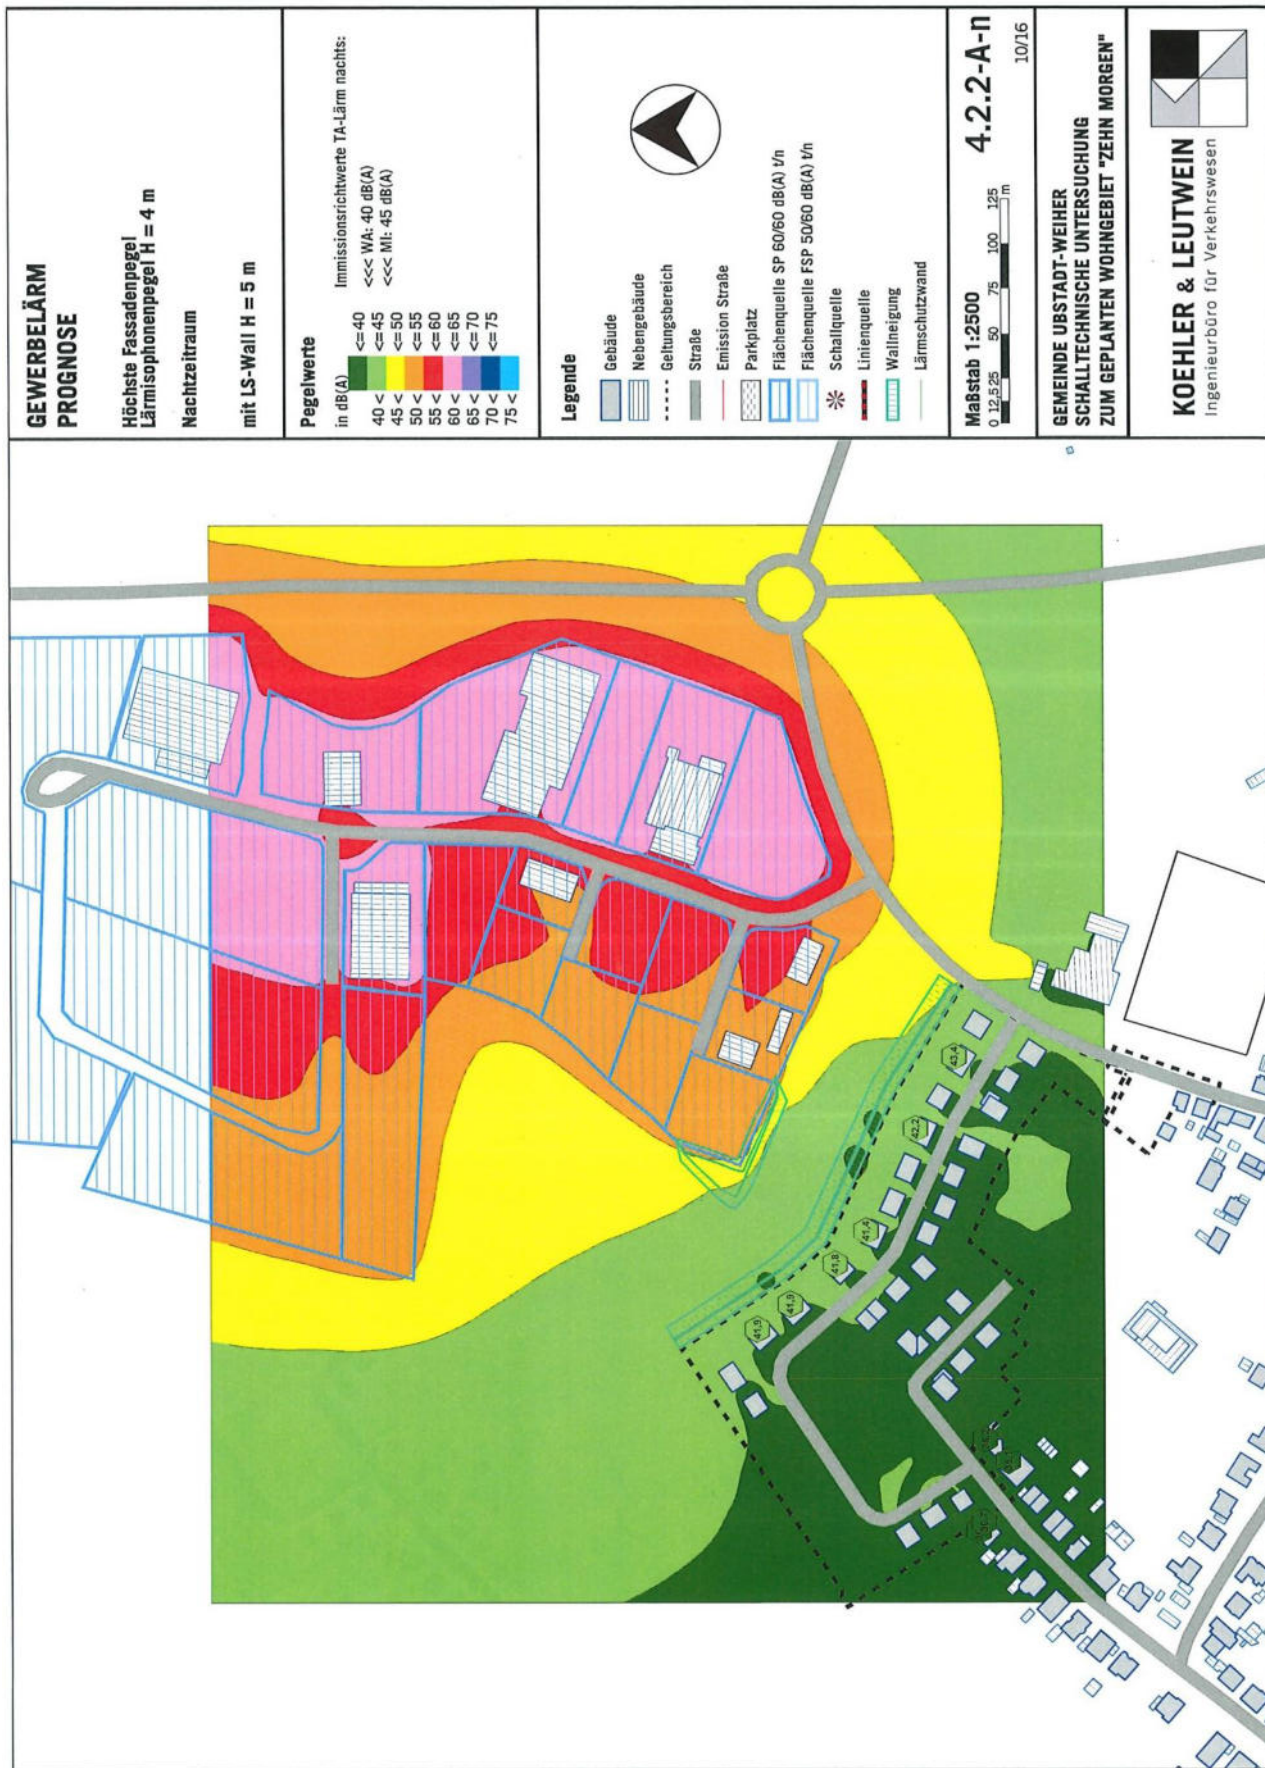 GEWERBELÄRM
PROGNOSE
Höchste Fassadenpegel
Lärmisophonenpegel H = 4 m
Nachtzeitraum
mit LS-Wall H = 5 m
Pegelwerte
in dB(A)
<=40
40 < <=45
45 < <=50
50 < <=55
55 < <=60
60 < <=65
65 < <=70
70 < <=75
75 <
Immissionsrichtwerte TA-Lärm nachts:
<<< WA: 40 dB(A)
<<< MI: 45 dB(A)
Legende
Gebäude
Nebengebäude
Geltungsbereich
Straße
Emission Straße
Parkplatz
Flächenquelle SP 60/60 dB(A) t/n
Flächenquelle FSP 50/60 dB(A) t/n
Schallquelle
Linienquelle
Wallneigung
Lärmschutzwand
Maßstab 1:2500
0 12,5 25 50 75 100 125
m
4.2.2-A-n
10/16
GEMEINDE UBSTADT-WEIHER
SCHALLTECHNISCHE UNTERSUCHUNG
ZUM GEPLANTEN WOHNGEBIET "ZEHN MORGEN"
KOEHLER & LEUTWEIN
Ingenieurbüro für Verkehrswesen
41,9
41,9
41,8
41,4
42,2
43,4